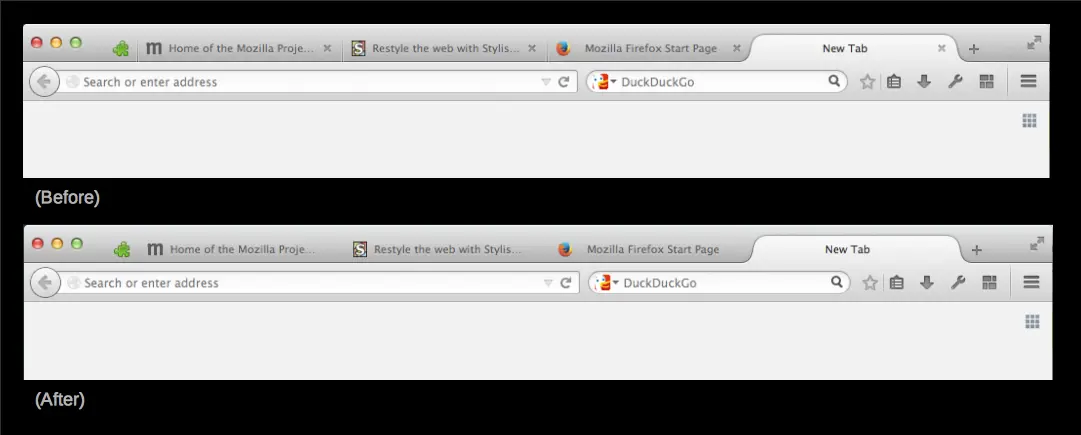 Home of the Mozilla Proje... Restyle the web with Stylis... Mozilla Firefox Start Page New Tab
Search or enter address DuckDuckGo
(Before)
Home of the Mozilla Proje... Restyle the web with Stylis... Mozilla Firefox Start Page New Tab
Search or enter address DuckDuckGo
(After)